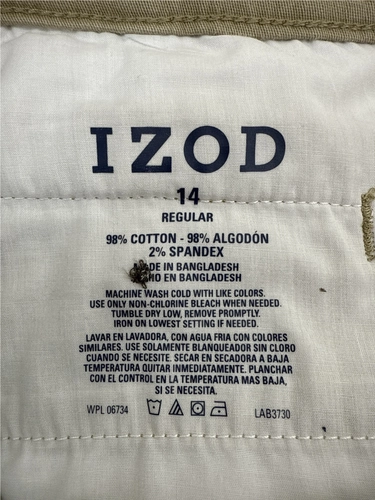 IZOD
14
REGULAR
98% COTTON - 98% ALGODÓN
2% SPANDEX
DE IN BANGLADESH
HO EN BANGLADESH
MACHINE WASH COLD WITH LIKE COLORS.
USE ONLY NON-CHLORINE BLEACH WHEN NEEDED.
TUMBLE DRY LOW, REMOVE PROMPTLY.
IRON ON LOWEST SETTING IF NEEDED.
LAVAR EN LAVADORA, CON AGUA FRIA CON COLORES
SIMILARES. USE SOLAMENTE BLANQUEADOR SIN CLORO
CUANDO SE NECESITE. SECAR EN SECADORA A BAJA
TEMPERATURA QUITAR INMEDIATAMENTE. PLANCHAR
CON EL CONTROL EN LA TEMPERATURA MAS BAJA,
SI SE NECESITA.
WPL 06734 LAB3730